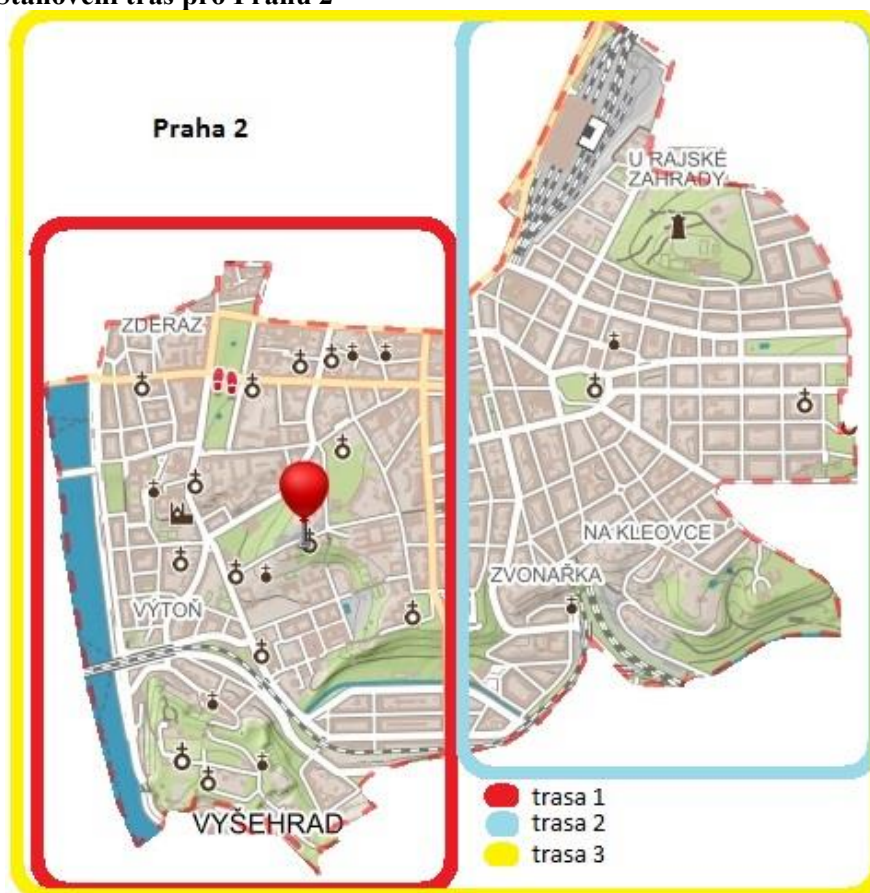 Stanovení tras pro Prahu 2
Praha 2
U RAJSKÉ
ZAHRADY
ZDERAZ
NA KLEOVCE
ZVONAŘKA
VÝTOŇ
VYŠEHRAD
trasa 1
trasa 2
trasa 3